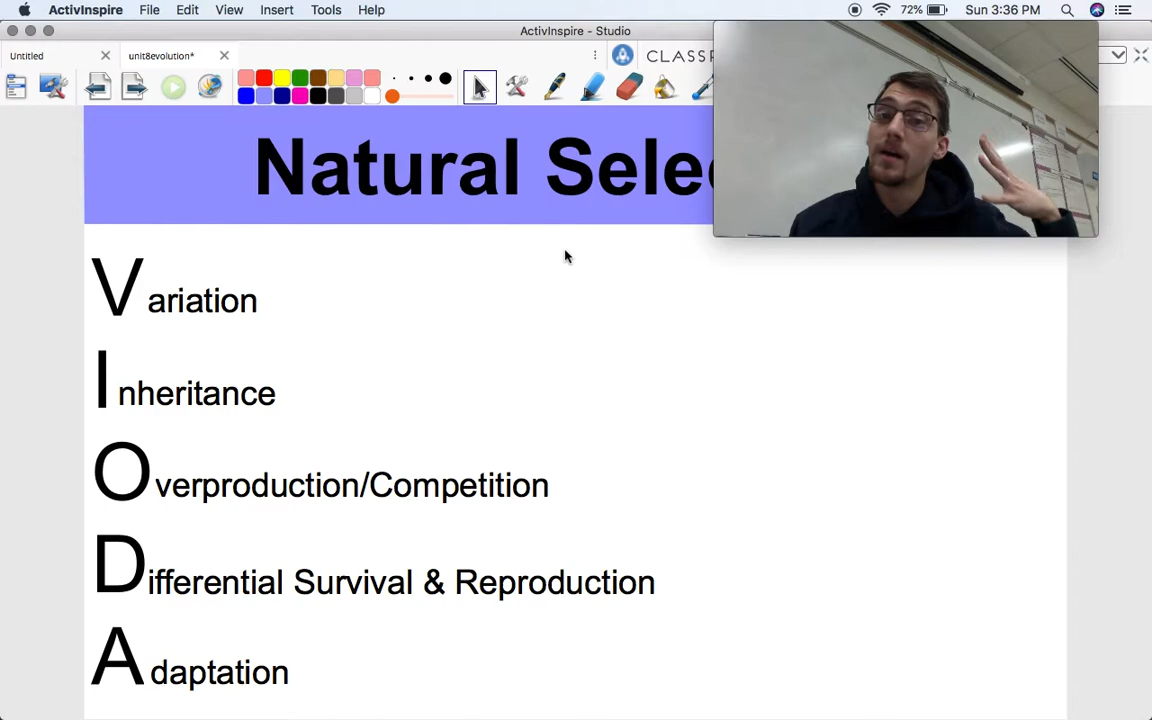 ActivInspire File Edit View Insert Tools Help 72% Sun 3:36 PM
ActivInspire - Studio
Untitled unit8evolution*
Natural
Variation
Inheritance
Overproduction/Competition
Differential Survival & Reproduction
Adaptation